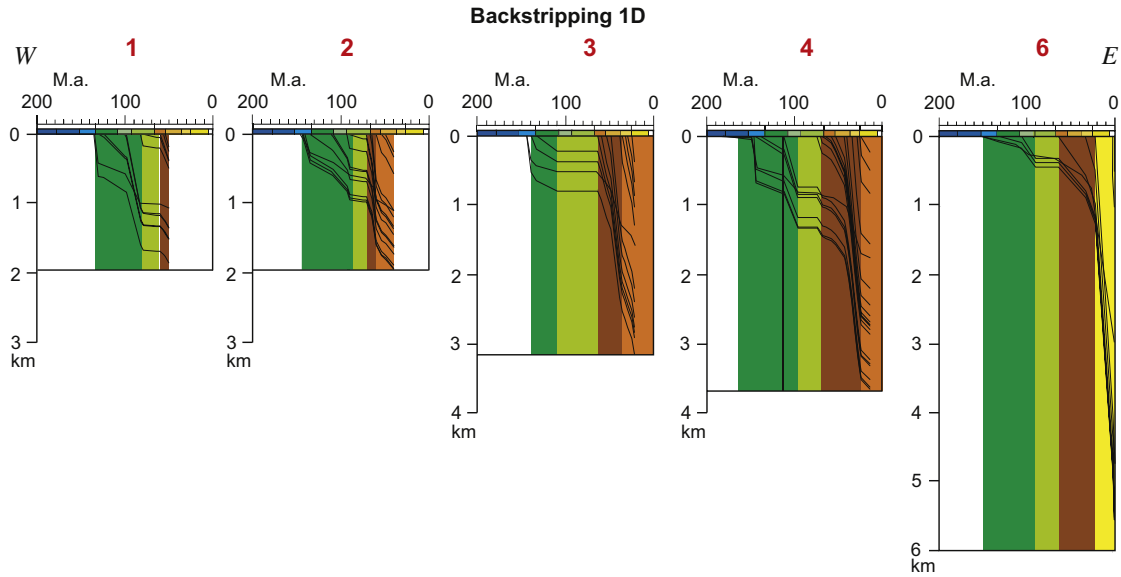 Backstripping 1D
W 1 2 3 4 6 E
M.a. M.a. M.a. M.a. M.a.
200 100 0 200 100 0 200 100 0 200 100 0 200 100 0
0 0 0 0 0
1 1 1 1 1
2 2 2 2 2
3 3 3 3 3
km km
4 4 4
km km
5
6
km